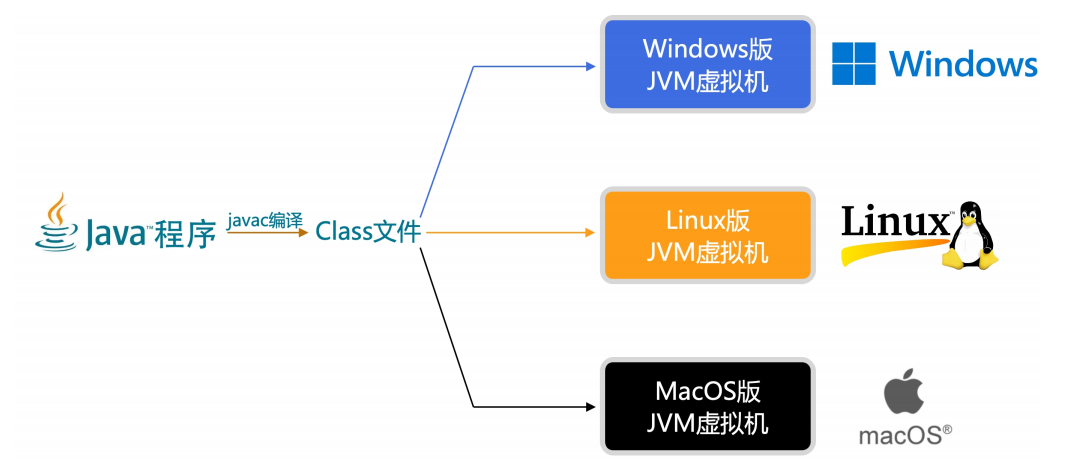 Windows版
JVM虚拟机
Windows
Java™程序
javac编译
Class文件
Linux版
JVM虚拟机
Linux™
MacOS版
JVM虚拟机
macOS®